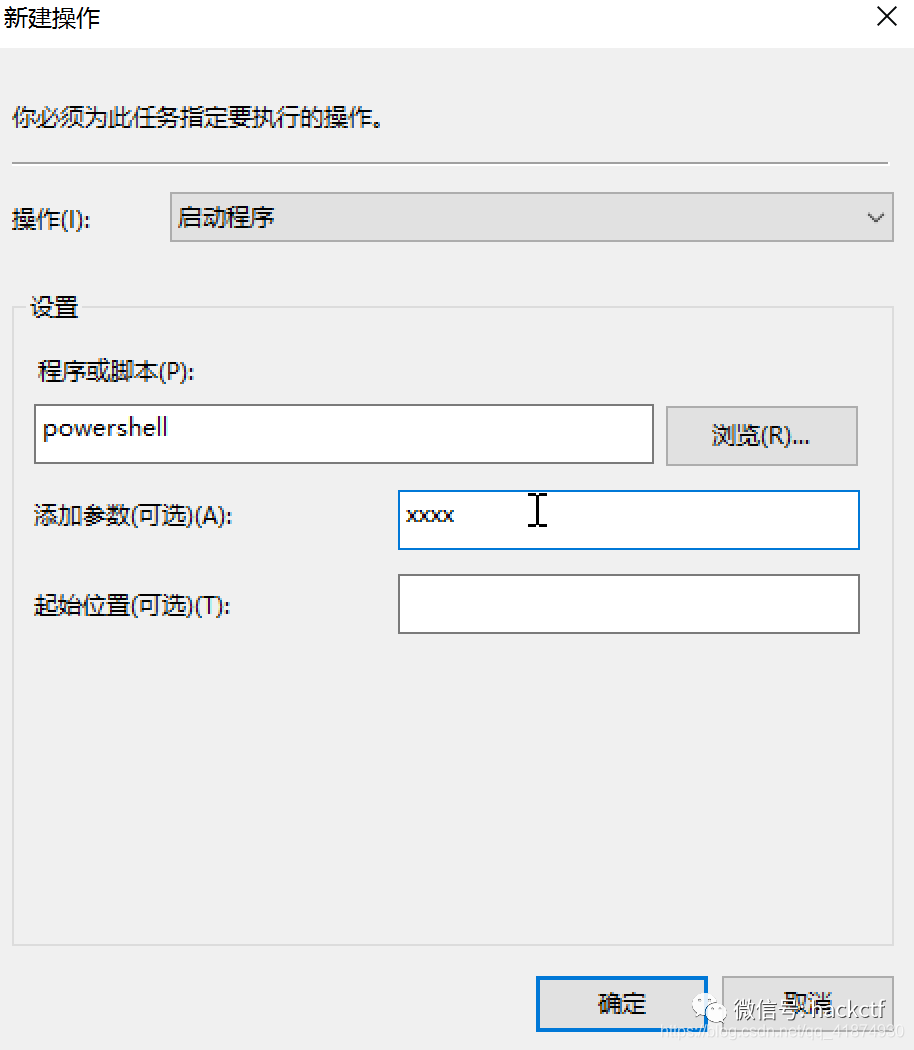 新建操作
你必须为此任务指定要执行的操作。
操作(I):
启动程序
设置
程序或脚本(P):
powershell
浏览(R)...
添加参数(可选)(A):
xxxx
起始位置(可选)(T):
确定
取消
微信号: hackctf
https://blog.csdn.net/qq_41874930